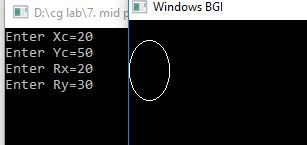 D:\cg lab\7. mid p
Windows BGI
Enter Xc=20
Enter Yc=50
Enter Rx=20
Enter Ry=30